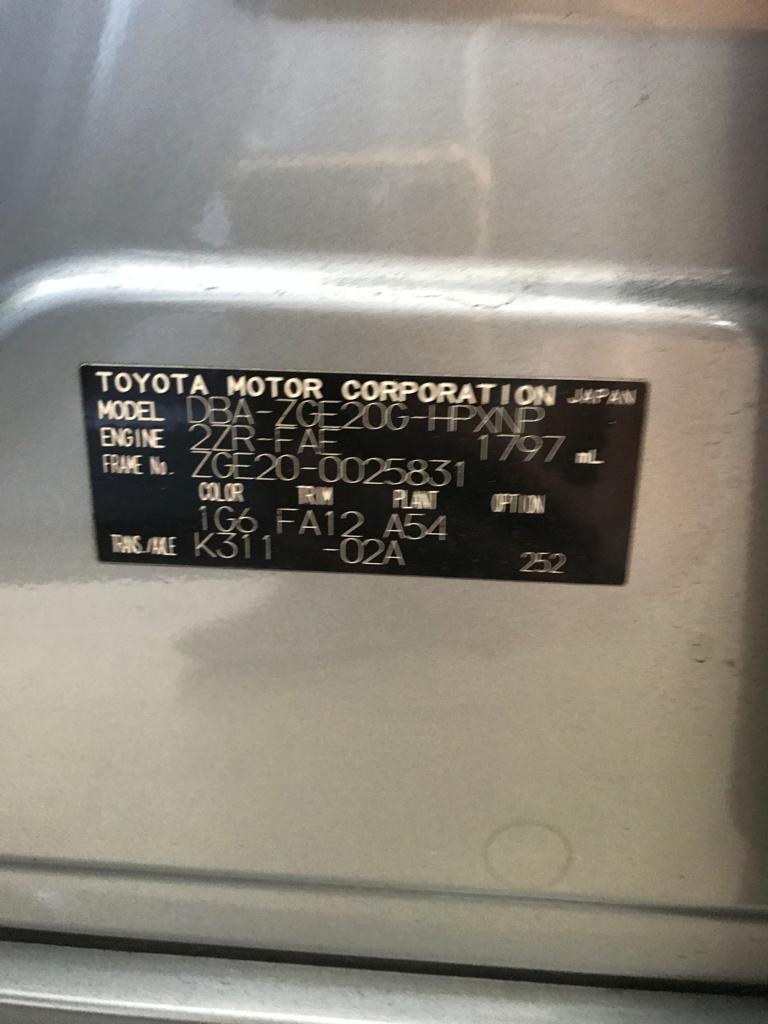 TOYOTA MOTOR CORPORATION JAPAN
MODEL DBA-ZGE20G-HPXNP
ENGINE 2ZR-FAE 1797 mL
FRAME No. ZGE20-0025831
COLOR TRIM PLANT OPTION
1G6 FA12 A54
TRANS./AXLE K311 -02A 252